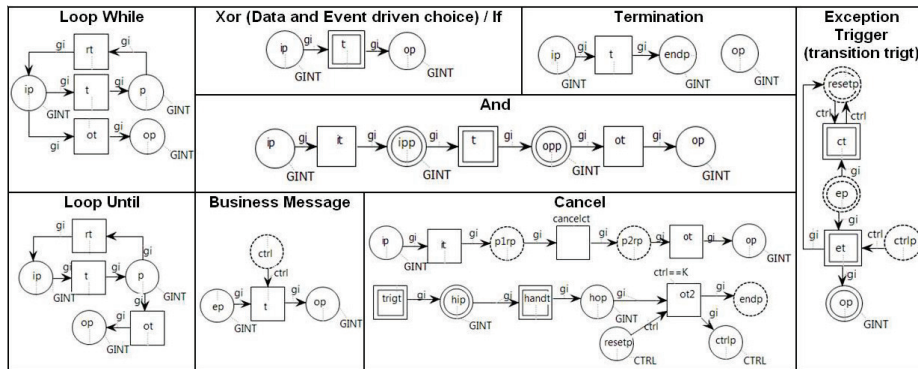 Loop While
gi
rt
gi
ip
gi
t
gi
p
GINT
GINT
gi
ot
gi
op
GINT
Xor (Data and Event driven choice) / If
ip
gi
t
gi
op
GINT
GINT
Termination
ip
gi
t
gi
endp
op
GINT
GINT
GINT
And
ip
gi
it
gi
ipp
gi
t
gi
opp
gi
ot
gi
op
GINT
GINT
GINT
GINT
Exception
Trigger
(transition trigt)
resetp
ctrl
ctrl
ct
gi
ep
gi
ctrl
ctrlp
et
gi
op
GINT
Loop Until
gi
rt
gi
ip
gi
t
gi
p
GINT
GINT
gi
op
gi
ot
GINT
Business Message
ctrl
ctrl
ep
gi
t
gi
op
GINT
GINT
Cancel
ip
gi
it
gi
p1rp
gi
cancelct
gi
p2rp
gi
ot
gi
op
GINT
GINT
trigt
gi
hip
gi
handt
gi
hop
gi
ctrl==K
ot2
gi
endp
GINT
GINT
resetp
ctrl
gi
ctrlp
CTRL
CTRL